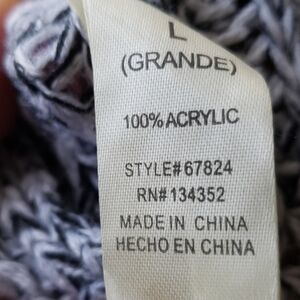 L
(GRANDE)
100% ACRYLIC
STYLE# 67824
RN# 134352
MADE IN CHINA
HECHO EN CHINA